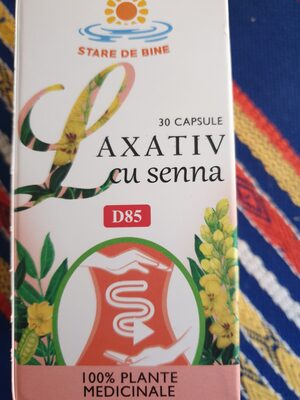 STARE DE BINE
30 CAPSULE
LAXATIV
cu senna
D85
100% PLANTE
MEDICINALE